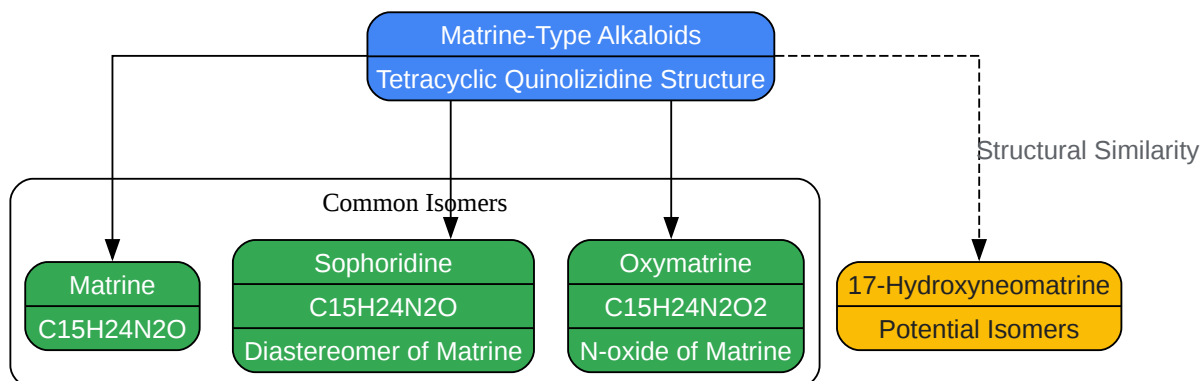 Matrine-Type Alkaloids
Tetracyclic Quinolizidine Structure
Structural Similarity
Common Isomers
Matrine
C15H24N2O
Sophoridine
C15H24N2O
Diastereomer of Matrine
Oxymatrine
C15H24N2O2
N-oxide of Matrine
17-Hydroxyneomatrine
Potential Isomers